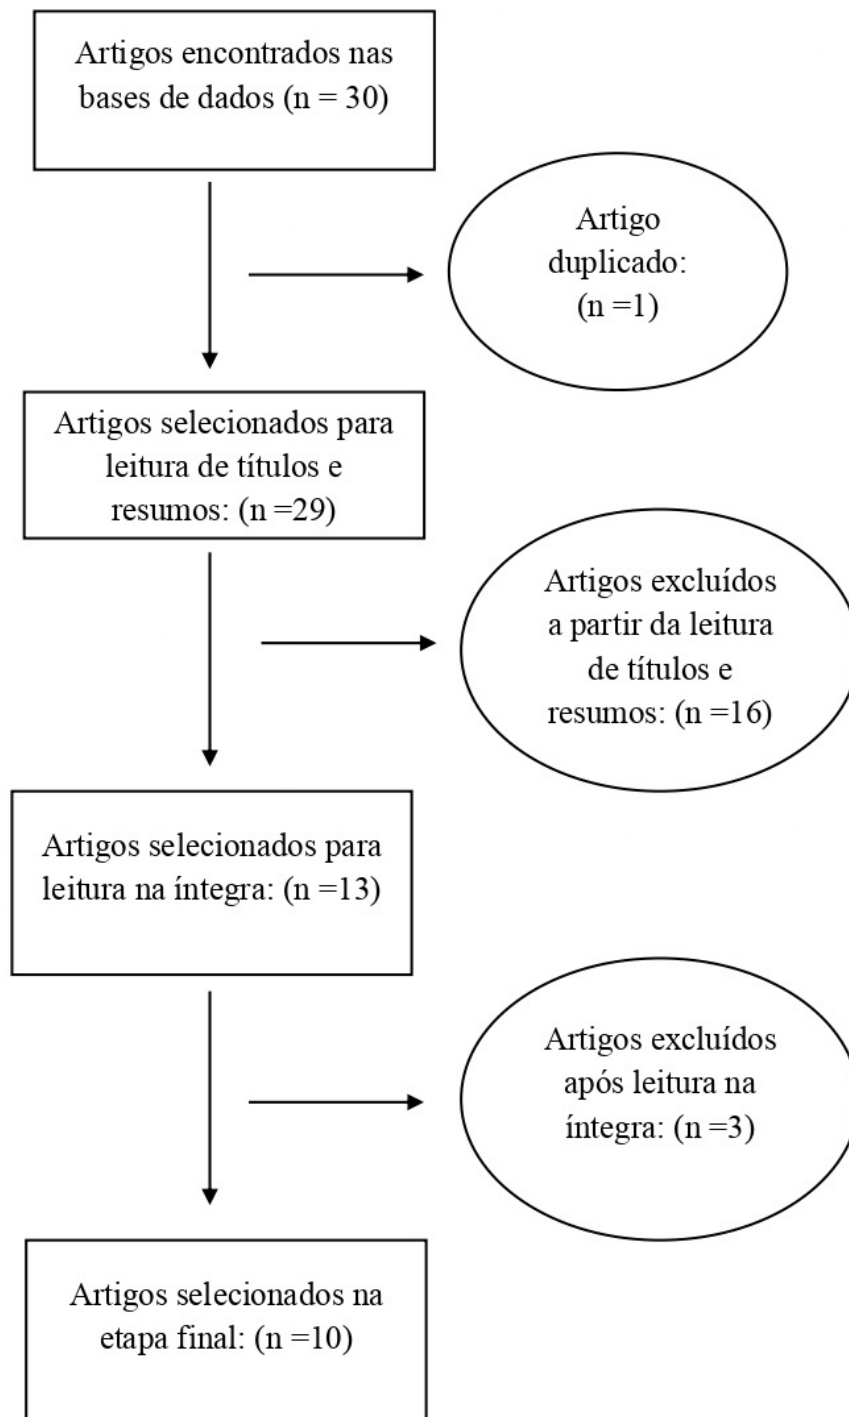 Artigos encontrados nas
bases de dados (n = 30)
Artigo
duplicado:
(n =1)
Artigos selecionados para
leitura de títulos e
resumos: (n =29)
Artigos excluídos
a partir da leitura
de títulos e
resumos: (n =16)
Artigos selecionados para
leitura na íntegra: (n =13)
Artigos excluídos
após leitura na
íntegra: (n =3)
Artigos selecionados na
etapa final: (n =10)